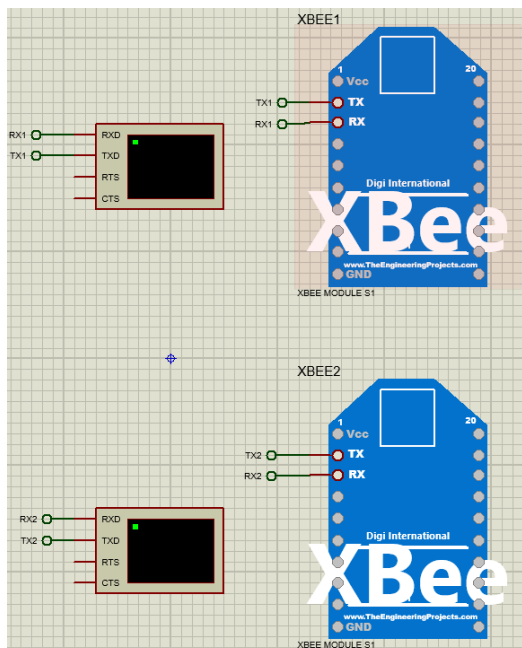 XBEE1
1
20
Vcc
TX1
TX
RX1
RX
RX1
RXD
TX1
TXD
RTS
CTS
Digi International
XBee
www.TheEngineeringProjects.com
GND
XBEE MODULE S1
XBEE2
1
20
Vcc
TX2
TX
RX2
RX
RX2
RXD
TX2
TXD
RTS
CTS
Digi International
XBee
www.TheEngineeringProjects.com
GND
XBEE MODULE S1